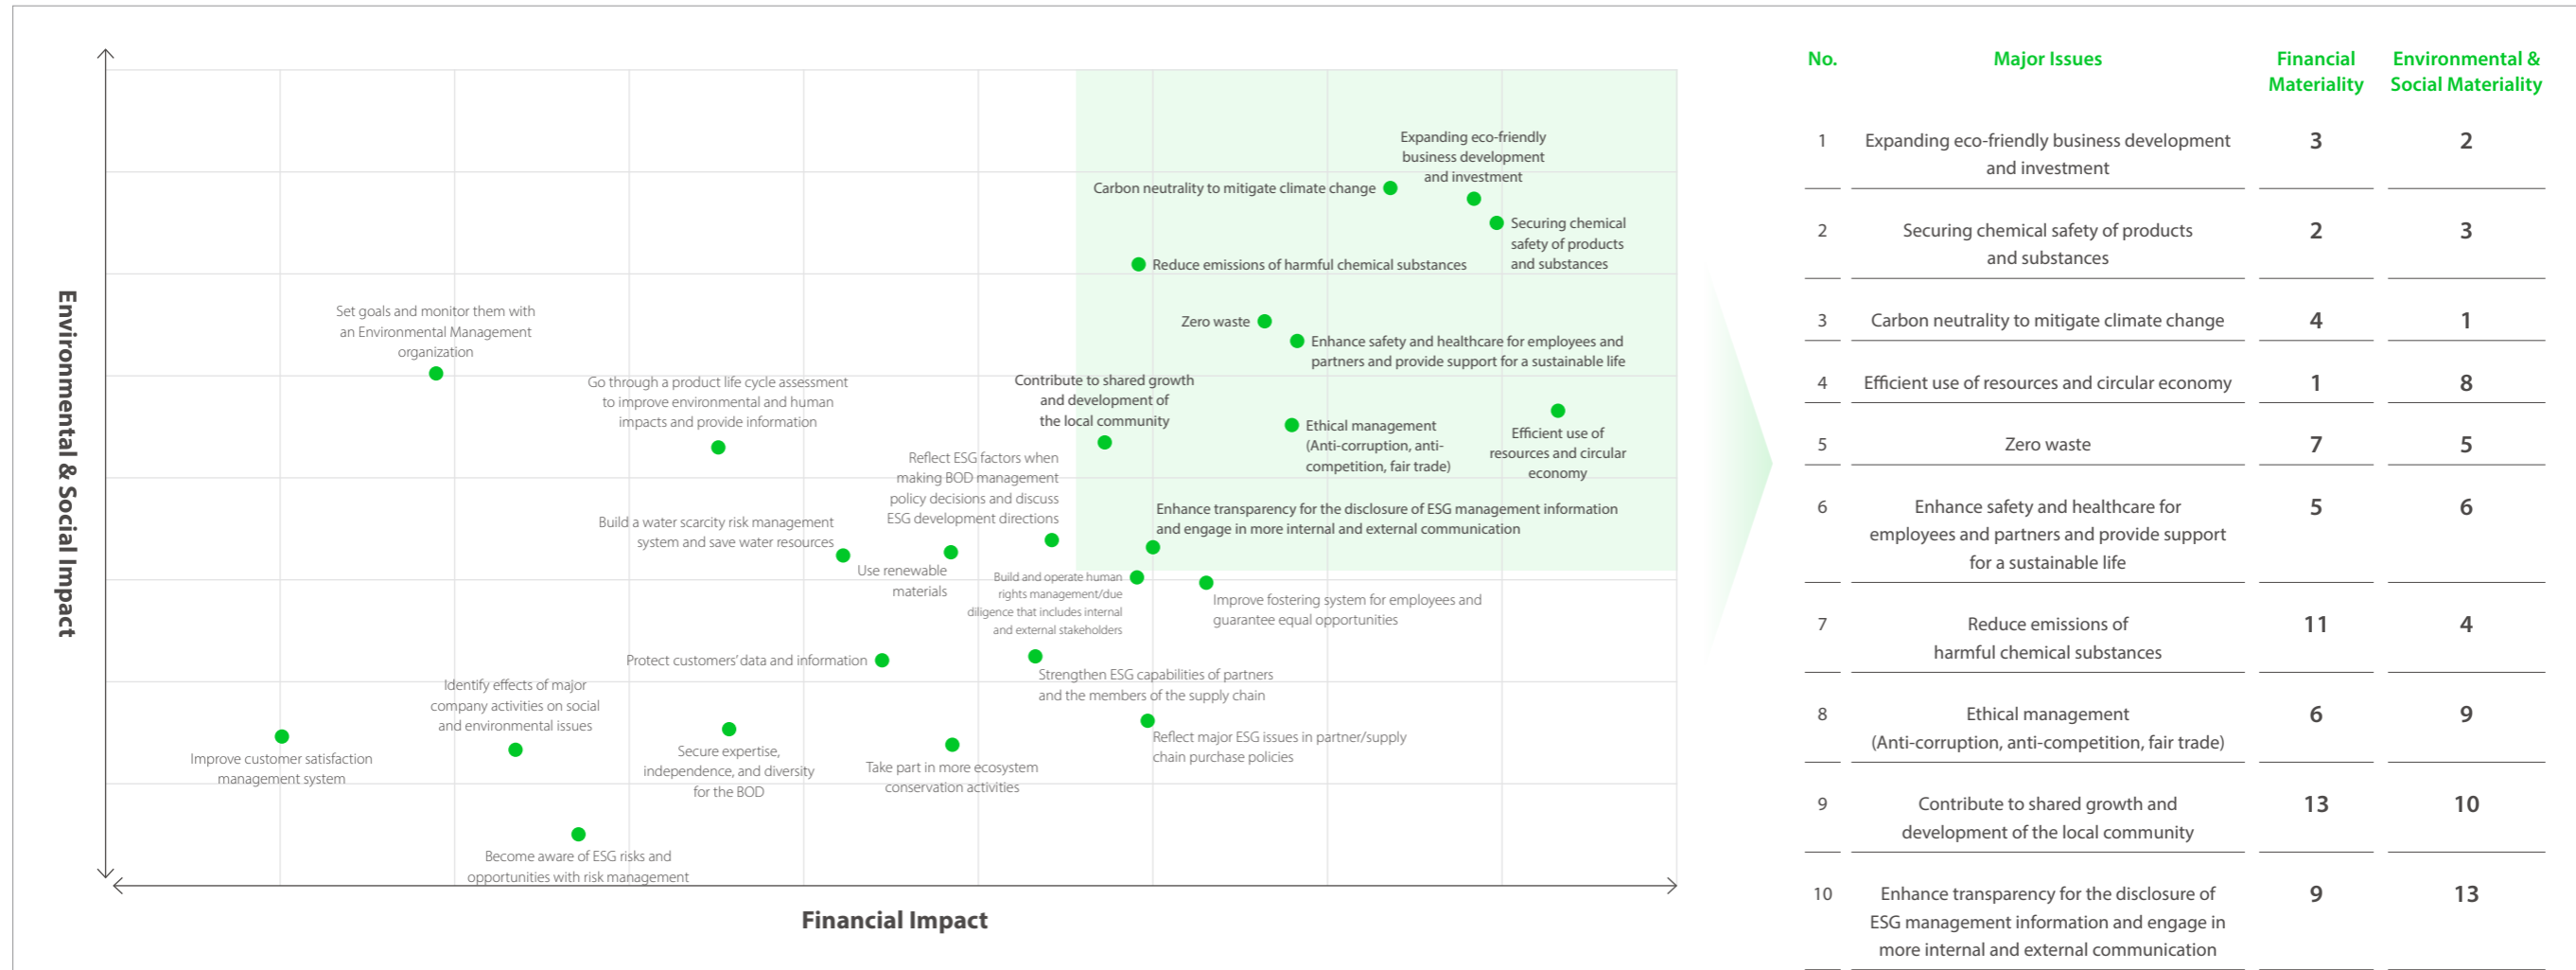 Environmental & Social Impact
Expanding eco-friendly
business development
and investment
Carbon neutrality to mitigate climate change
Securing chemical
safety of products
and substances
Reduce emissions of harmful chemical substances
Set goals and monitor them with
an Environmental Management
organization
Zero waste
Enhance safety and healthcare for employees and
partners and provide support for a sustainable life
Go through a product life cycle assessment
to improve environmental and human
impacts and provide information
Contribute to shared growth
and development of
the local community
Ethical management
(Anti-corruption, anti-
competition, fair trade)
Efficient use of
resources and circular
economy
Reflect ESG factors when
making BOD management
policy decisions and discuss
ESG development directions
Enhance transparency for the disclosure of ESG management information
and engage in more internal and external communication
Build a water scarcity risk management
system and save water resources
Use renewable
materials
Build and operate human
rights management/due
diligence that includes internal
and external stakeholders
Improve fostering system for employees and
guarantee equal opportunities
Protect customers' data and information
Strengthen ESG capabilities of partners
and the members of the supply chain
Identify effects of major
company activities on social
and environmental issues
Improve customer satisfaction
management system
Secure expertise,
independence, and diversity
for the BOD
Take part in more ecosystem
conservation activities
Reflect major ESG issues in partner/supply
chain purchase policies
Become aware of ESG risks and
opportunities with risk management
Financial Impact
No. Major Issues Financial Environmental &
Materiality Social Materiality
1 Expanding eco-friendly business development 3 2
and investment
2 Securing chemical safety of products 2 3
and substances
3 Carbon neutrality to mitigate climate change 4 1
4 Efficient use of resources and circular economy 1 8
5 Zero waste 7 5
6 Enhance safety and healthcare for 5 6
employees and partners and provide support
for a sustainable life
7 Reduce emissions of 11 4
harmful chemical substances
8 Ethical management 6 9
(Anti-corruption, anti-competition, fair trade)
9 Contribute to shared growth and 13 10
development of the local community
10 Enhance transparency for the disclosure of 9 13
ESG management information and engage in
more internal and external communication